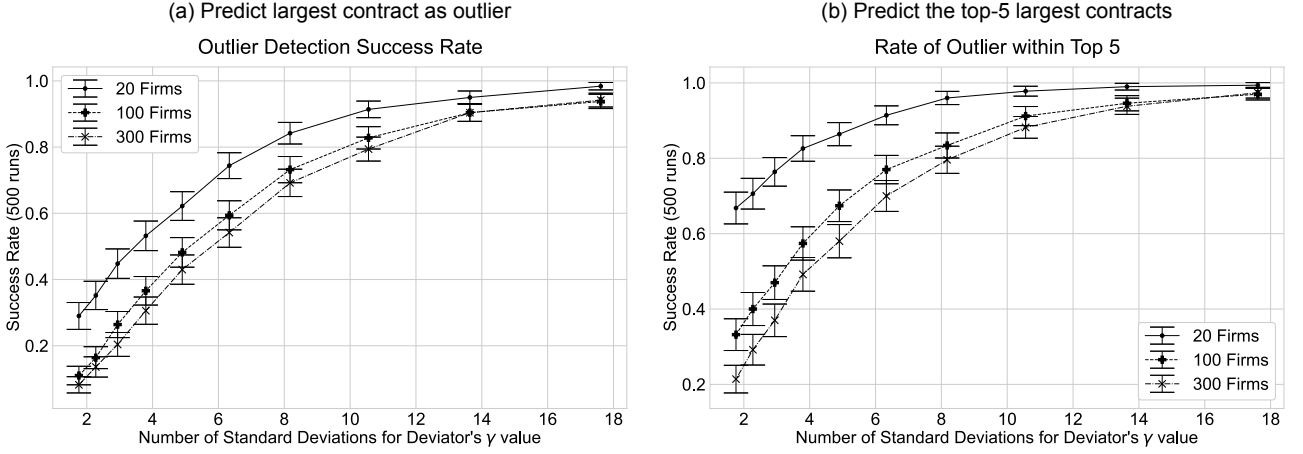 (a) Predict largest contract as outlier
Outlier Detection Success Rate
Success Rate (500 runs)
1.0
0.8
0.6
0.4
0.2
20 Firms
100 Firms
300 Firms
2 4 6 8 10 12 14 16 18
Number of Standard Deviations for Deviator's γ value
(b) Predict the top-5 largest contracts
Rate of Outlier within Top 5
Success Rate (500 runs)
1.0
0.8
0.6
0.4
0.2
20 Firms
100 Firms
300 Firms
2 4 6 8 10 12 14 16 18
Number of Standard Deviations for Deviator's γ value